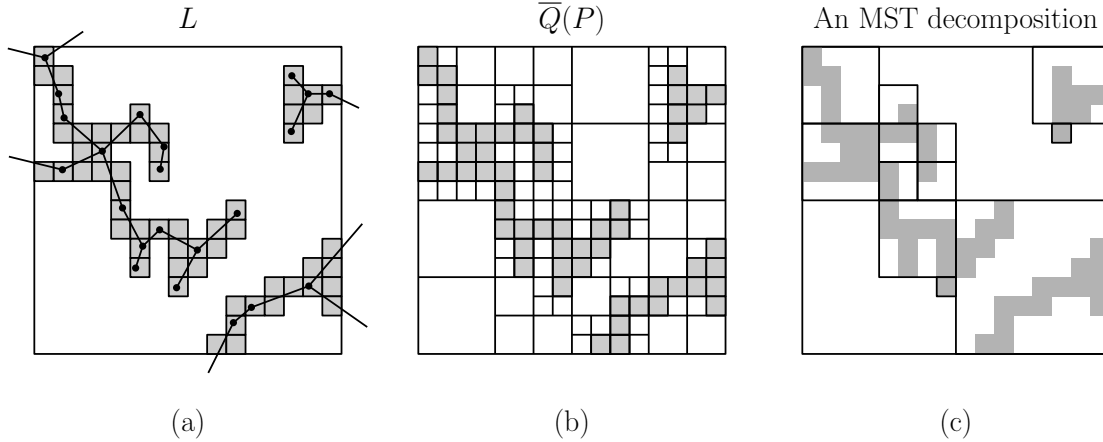 L
Q̅(P)
An MST decomposition
(a)
(b)
(c)